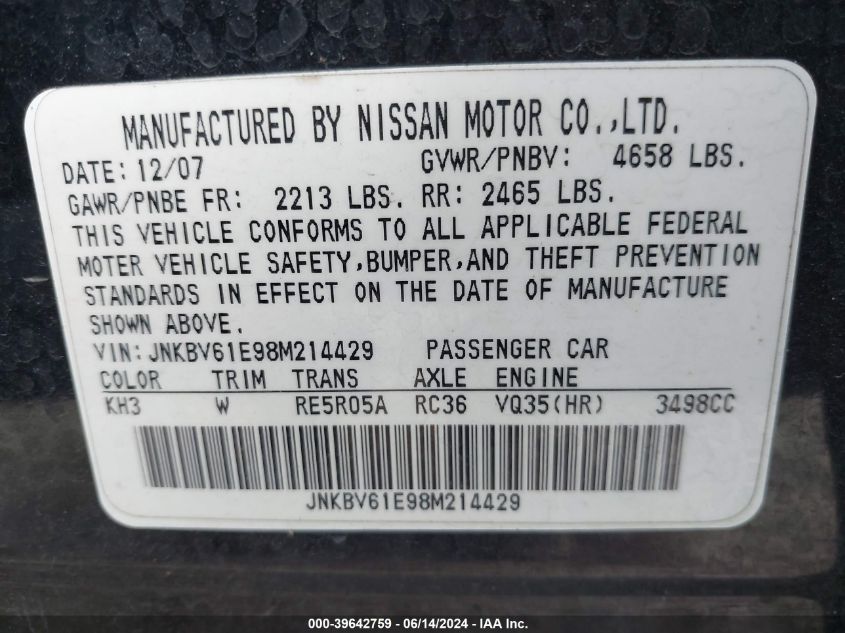 MANUFACTURED BY NISSAN MOTOR CO.,LTD.
DATE: 12/07 GVWR/PNBV: 4658 LBS.
GAWR/PNBE FR: 2213 LBS. RR: 2465 LBS.
THIS VEHICLE CONFORMS TO ALL APPLICABLE FEDERAL
MOTER VEHICLE SAFETY,BUMPER,AND THEFT PREVENTION
STANDARDS IN EFFECT ON THE DATE OF MANUFACTURE
SHOWN ABOVE.
VIN:JNKBV61E98M214429 PASSENGER CAR
COLOR TRIM TRANS AXLE ENGINE
KH3 W RE5R05A RC36 VQ35(HR) 3498CC
JNKBV61E98M214429
000-39642759 - 06/14/2024 - IAA Inc.